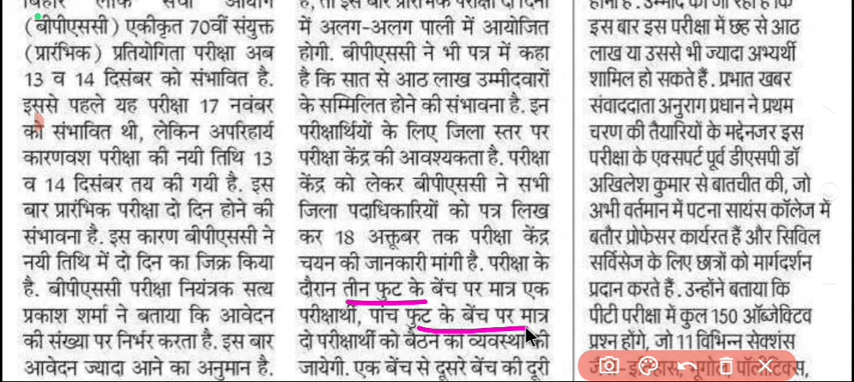 (बीपीएससी) एकीकृत 70वीं संयुक्त
(प्रारंभिक) प्रतियोगिता परीक्षा अब
13 व 14 दिसंबर को संभावित है.
इससे पहले यह परीक्षा 17 नवंबर
को संभावित थी, लेकिन अपरिहार्य
कारणवश परीक्षा की नयी तिथि 13
व 14 दिसंबर तय की गयी है. इस
बार प्रारंभिक परीक्षा दो दिन होने की
संभावना है. इस कारण बीपीएससी ने
नयी तिथि में दो दिन का जिक्र किया
है. बीपीएससी परीक्षा नियंत्रक सत्य
प्रकाश शर्मा ने बताया कि आवेदन
की संख्या पर निर्भर करता है. इस बार
आवेदन ज्यादा आने का अनुमान है.
है, तो इस बार प्रारंभिक परीक्षा दो दिनों
में अलग-अलग पाली में आयोजित
होगी. बीपीएससी ने भी पत्र में कहा
है कि सात से आठ लाख उम्मीदवारों
के सम्मिलित होने की संभावना है. इन
परीक्षार्थियों के लिए जिला स्तर पर
परीक्षा केंद्र की आवश्यकता है. परीक्षा
केंद्र को लेकर बीपीएससी ने सभी
जिला पदाधिकारियों को पत्र लिख
कर 18 अक्तूबर तक परीक्षा केंद्र
चयन की जानकारी मांगी है. परीक्षा के
दौरान तीन फुट के बेंच पर मात्र एक
परीक्षार्थी, पांच फुट के बेंच पर मात्र
दो परीक्षार्थी को बैठने की व्यवस्था की
जायेगी. एक बेंच से दूसरे बेंच की दूरी
इस बार इस परीक्षा में छह से आठ
लाख या उससे भी ज्यादा अभ्यर्थी
शामिल हो सकते हैं. प्रभात खबर
संवाददाता अनुराग प्रधान ने प्रथम
चरण की तैयारियों के मद्देनजर इस
परीक्षा के एक्सपर्ट पूर्व डीएसपी डॉ
अखिलेश कुमार से बातचीत की, जो
अभी वर्तमान में पटना सायंस कॉलेज में
बतौर प्रोफेसर कार्यरत हैं और सिविल
सर्विसेज के लिए छात्रों को मार्गदर्शन
प्रदान करते हैं. उन्होंने बताया कि
पीटी परीक्षा में कुल 150 ऑब्जेक्टिव
प्रश्न होंगे, जो 11 विभिन्न सेक्शंस
जैसे-इतिहास, भूगोल, पॉलिटिक्स,